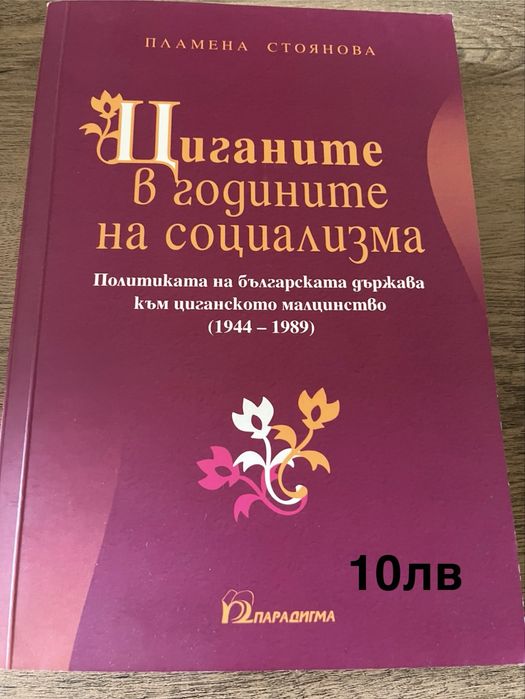 ПЛАМЕНА СТОЯНОВА
Циганите
в годините
на социализма
Политиката на българската държава
към циганското малцинство
(1944 – 1989)
10лв
ПАРАДИГМА